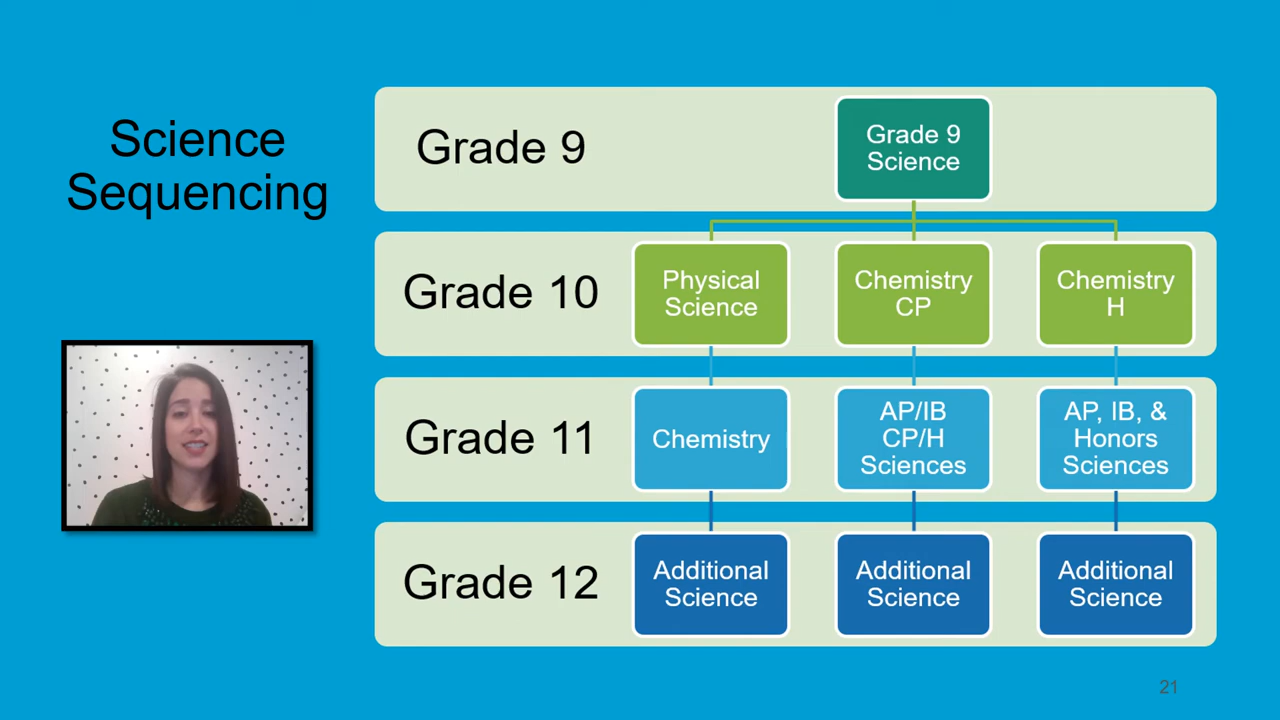 Science
Sequencing
Grade 9
Grade 9
Science
Grade 10
Physical
Science
Chemistry
CP
Chemistry
H
Grade 11
Chemistry
AP/IB
CP/H
Sciences
AP, IB, &
Honors
Sciences
Grade 12
Additional
Science
Additional
Science
Additional
Science
21